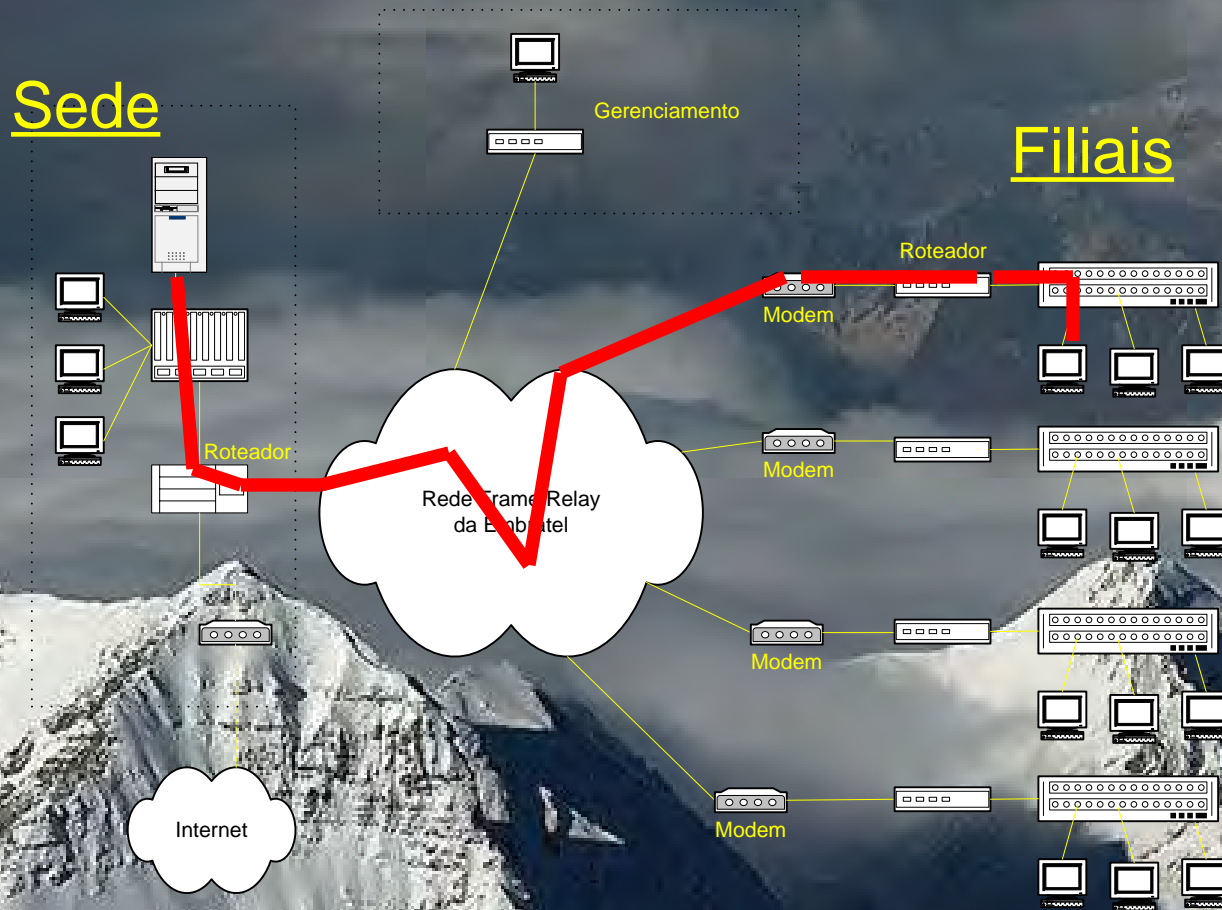 Sede
Gerenciamento
Filiais
Roteador
Modem
Roteador
Modem
Rede Frame Relay
da Embratel
Modem
Modem
Internet